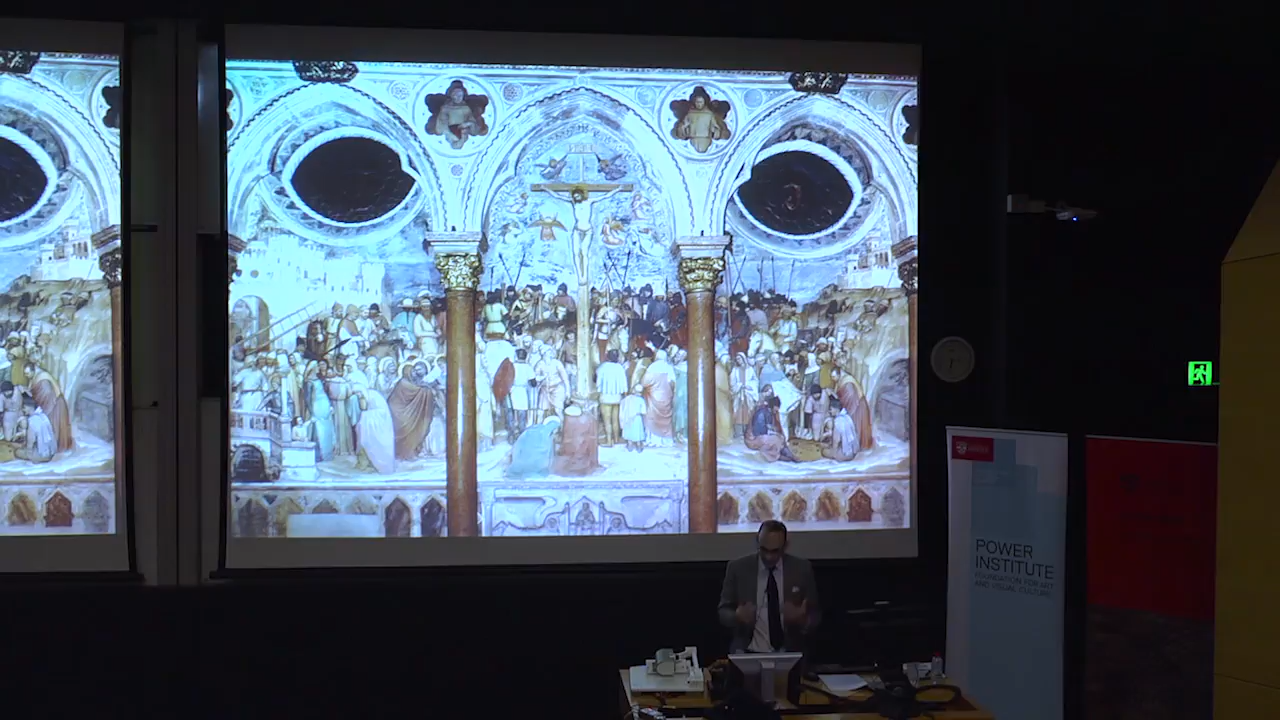 POWER
INSTITUTE
FOUNDATION FOR ART
AND VISUAL CULTURE